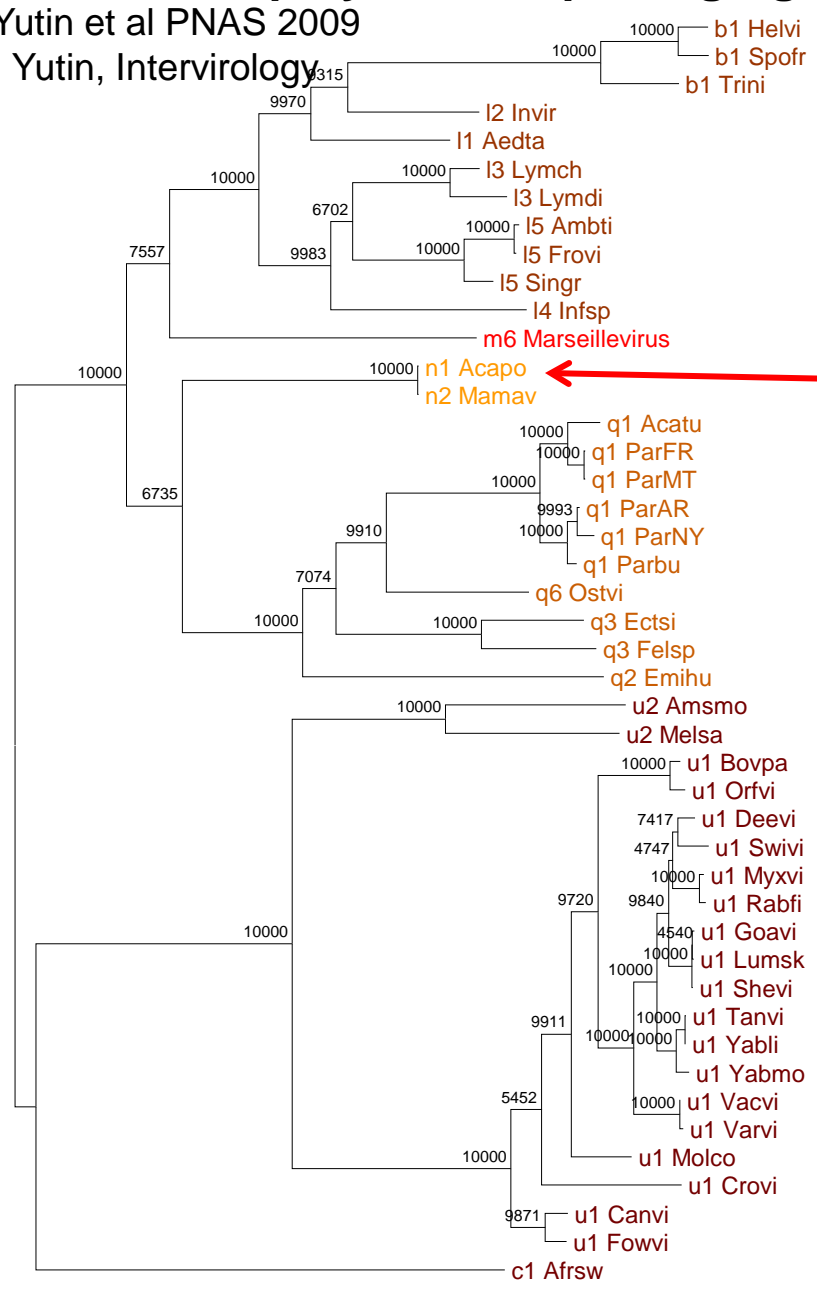 Yutin et al PNAS 2009
Yutin, Intervirology
10000 b1 Helvi
10000 b1 Spofr
b1 Trini
9315
9970 l2 Invir
l1 Aedta
10000 10000 l3 Lymch
l3 Lymdi
6702 10000 l5 Ambti
7557 9983 10000 l5 Frovi
l5 Singr
l4 Infsp
m6 Marseillevirus
10000 10000 n1 Acapo
n2 Mamav
10000 q1 Acatu
10000 q1 ParFR
10000 q1 ParMT
6735 9993 q1 ParAR
9910 10000 q1 ParNY
q1 Parbu
7074 q6 Ostvi
10000 10000 q3 Ectsi
q3 Felsp
q2 Emihu
10000 u2 Amsmo
u2 Melsa
10000 u1 Bovpa
u1 Orfvi
7417 u1 Deevi
4747 u1 Swivi
10000 u1 Myxvi
9720 9840 u1 Rabfi
10000 4540 u1 Goavi
10000 u1 Lumsk
10000 u1 Shevi
9911 10000 u1 Tanvi
10000 10000 u1 Yabli
u1 Yabmo
5452 10000 u1 Vacvi
u1 Varvi
10000 u1 Molco
u1 Crovi
9871 u1 Canvi
u1 Fowvi
c1 Afrsw